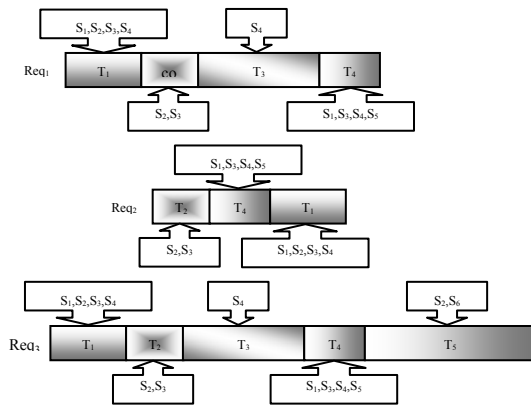 S1,S2,S3,S4 S4
Req1 T1 co T3 T4
S2,S3 S1,S3,S4,S5
S1,S3,S4,S5
Req2 T2 T4 T1
S2,S3 S1,S2,S3,S4
S1,S2,S3,S4 S4 S2,S6
Req3 T1 T2 T3 T4 T5
S2,S3 S1,S3,S4,S5